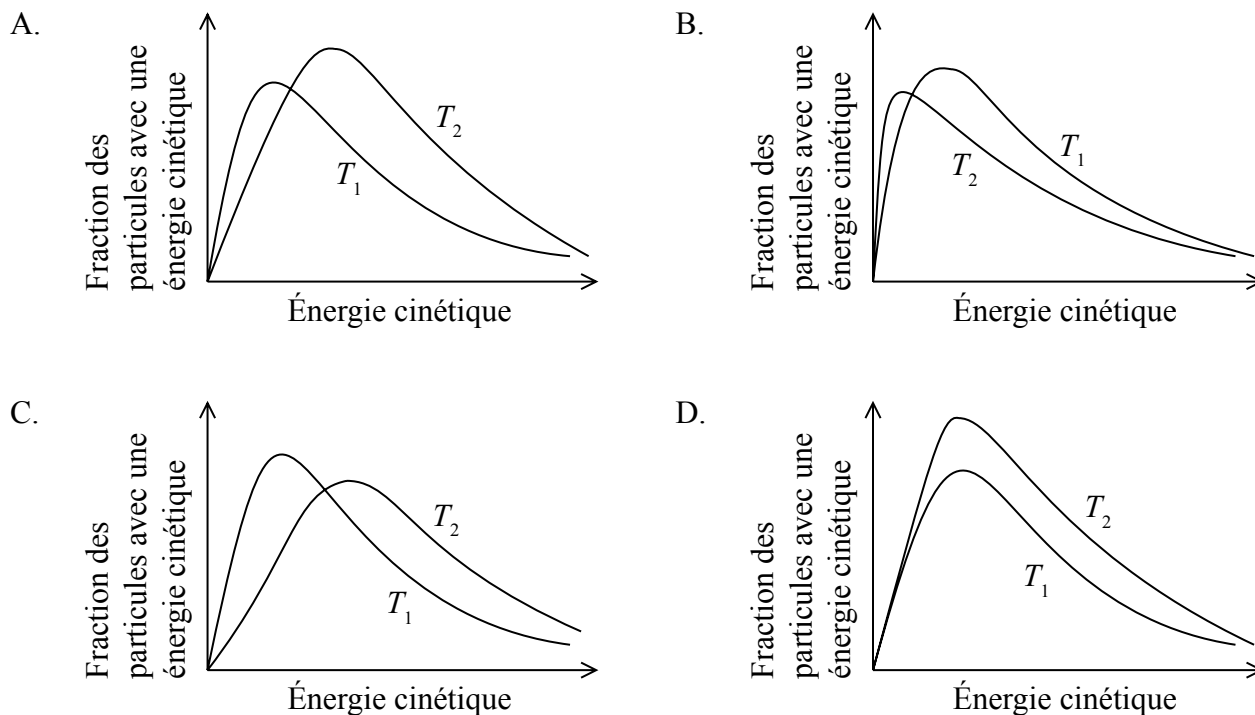 A.
Fraction des
particules avec une
énergie cinétique
T2
T1
Énergie cinétique
B.
Fraction des
particules avec une
énergie cinétique
T1
T2
Énergie cinétique
C.
Fraction des
particules avec une
énergie cinétique
T2
T1
Énergie cinétique
D.
Fraction des
particules avec une
énergie cinétique
T2
T1
Énergie cinétique